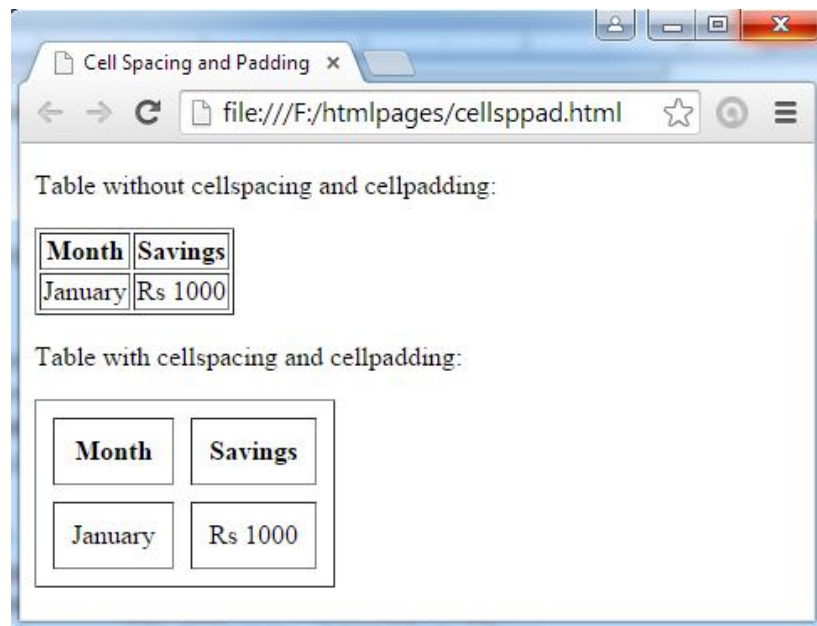 Cell Spacing and Padding
file:///F:/htmlpages/cellsppad.html
Table without cellspacing and cellpadding:
Month Savings
January Rs 1000
Table with cellspacing and cellpadding:
Month Savings
January Rs 1000